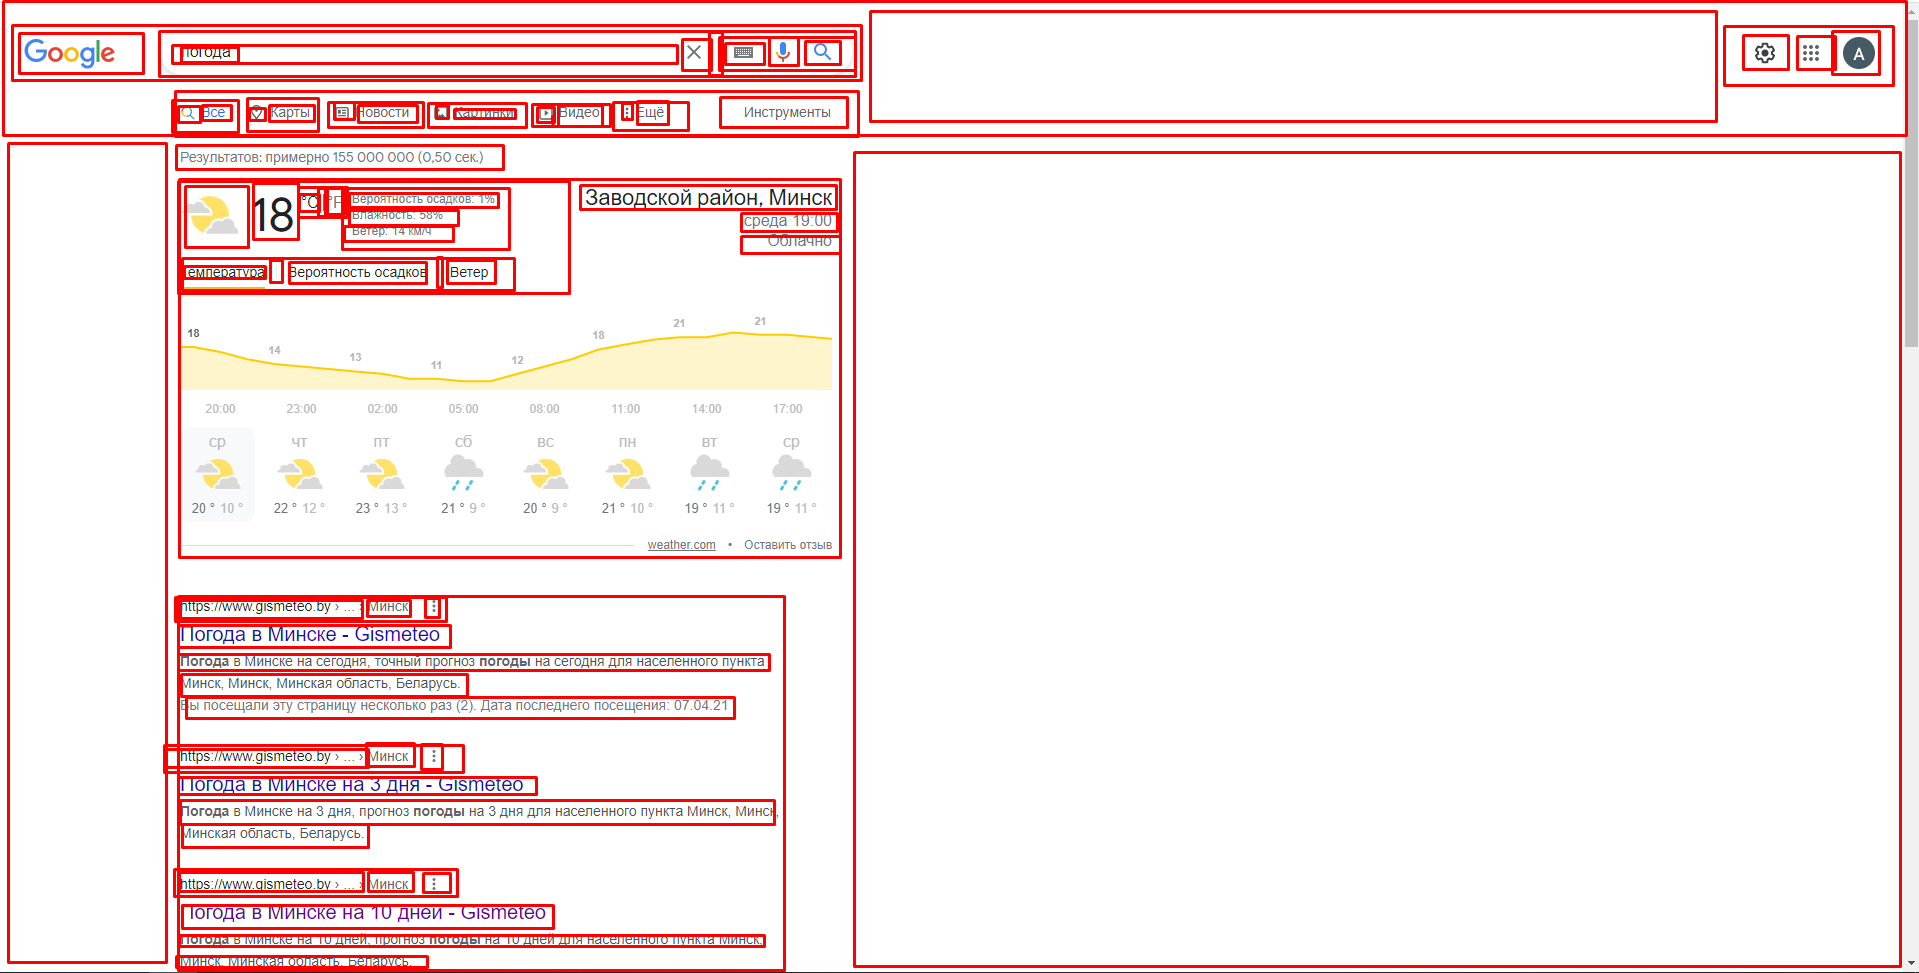 Google
погода
А
Все Карты Новости Картинки Видео Ещё Инструменты
Результатов: примерно 155 000 000 (0,50 сек.)
18 °C °F
Вероятность осадков: 1%
Влажность: 58%
Ветер: 14 км/ч
Заводской район, Минск
среда 19:00
Облачно
Температура Вероятность осадков Ветер
18 14 13 11 12 18 21 21
20:00 23:00 02:00 05:00 08:00 11:00 14:00 17:00
ср чт пт сб вс пн вт ср
20 ° 10 ° 22 ° 12 ° 23 ° 13 ° 21 ° 9 ° 20 ° 9 ° 21 ° 10 ° 19 ° 11 ° 19 ° 11 °
weather.com • Оставить отзыв
https://www.gismeteo.by › ... › Минск
Погода в Минске - Gismeteo
Погода в Минске на сегодня, точный прогноз погоды на сегодня для населенного пункта
Минск, Минск, Минская область, Беларусь.
Вы посещали эту страницу несколько раз (2). Дата последнего посещения: 07.04.21
https://www.gismeteo.by › ... › Минск
Погода в Минске на 3 дня - Gismeteo
Погода в Минске на 3 дня, прогноз погоды на 3 дня для населенного пункта Минск, Минск,
Минская область, Беларусь.
https://www.gismeteo.by › ... › Минск
Погода в Минске на 10 дней - Gismeteo
Погода в Минске на 10 дней, прогноз погоды на 10 дней для населенного пункта Минск,
Минск, Минская область, Беларусь.